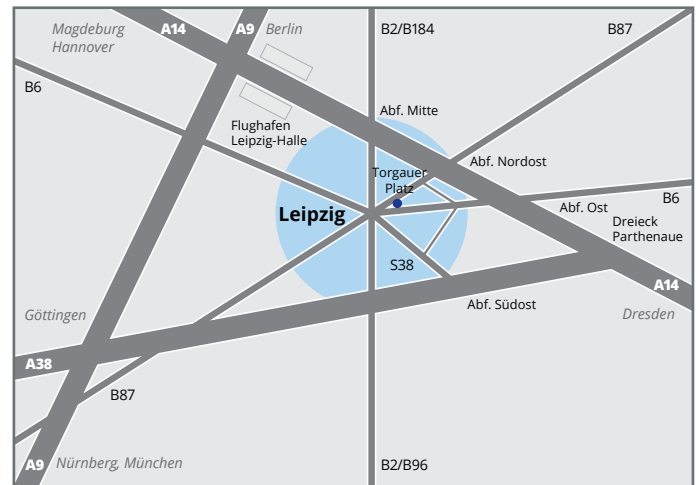 Magdeburg
Hannover
A14
A9
Berlin
B2/B184
B87
B6
Abf. Mitte
Flughafen
Leipzig-Halle
Abf. Nordost
Torgauer
Platz
B6
Leipzig
Abf. Ost
Dreieck
Parthenaue
S38
A14
Göttingen
Abf. Südost
Dresden
A38
B87
A9
Nürnberg, München
B2/B96